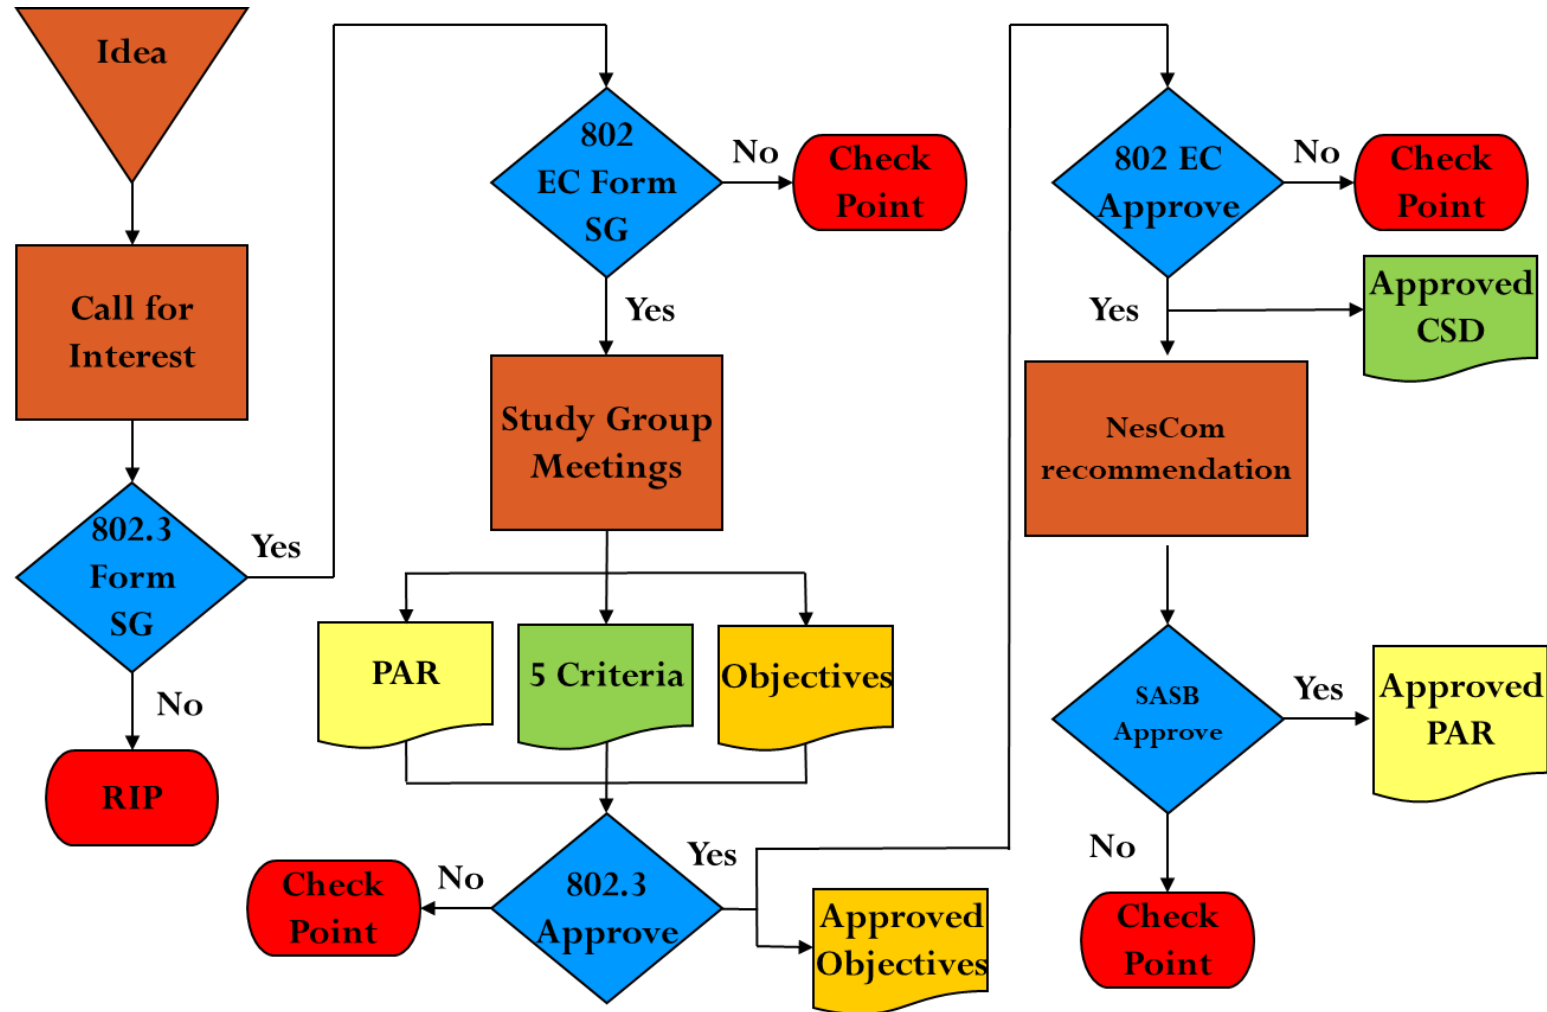 Idea
Call for
Interest
802.3
Form
SG
Yes
No
RIP
802
EC Form
SG
No
Check
Point
Yes
Study Group
Meetings
PAR
5 Criteria
Objectives
802.3
Approve
No
Check
Point
Yes
Approved
Objectives
802 EC
Approve
No
Check
Point
Yes
Approved
CSD
NesCom
recommendation
SASB
Approve
Yes
Approved
PAR
No
Check
Point